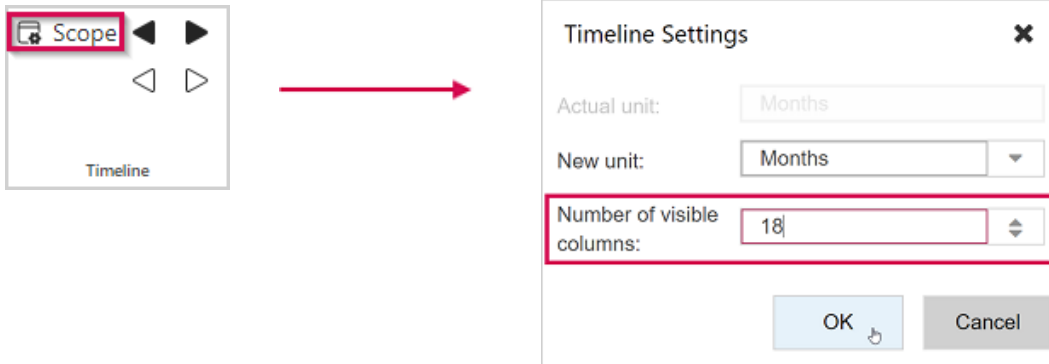 Scope
Timeline
Timeline Settings
Actual unit:
Months
New unit:
Months
Number of visible
columns:
18
OK
Cancel